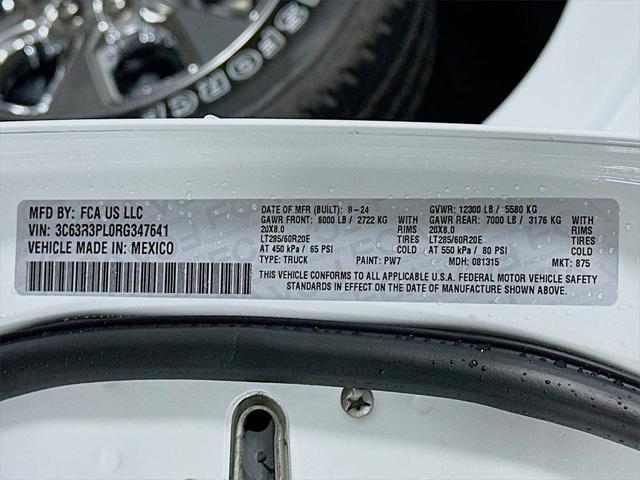 SFORCE
MFD BY: FCA US LLC
VIN: 3C63R3PL0RG347641
VEHICLE MADE IN: MEXICO
DATE OF MFR (BUILT): 8-24
GAWR FRONT: 6000 LB / 2722 KG WITH
20X8.0 RIMS
LT285/60R20E TIRES
AT 450 kPa / 65 PSI COLD
TYPE: TRUCK PAINT: PW7
GVWR: 12300 LB / 5580 KG
GAWR REAR: 7000 LB / 3176 KG WITH
20X8.0 RIMS
LT285/60R20E TIRES
AT 550 kPa / 80 PSI COLD
MDH: 081315 MKT: 875
THIS VEHICLE CONFORMS TO ALL APPLICABLE U.S.A. FEDERAL MOTOR VEHICLE SAFETY
STANDARDS IN EFFECT ON THE DATE OF MANUFACTURE SHOWN ABOVE.